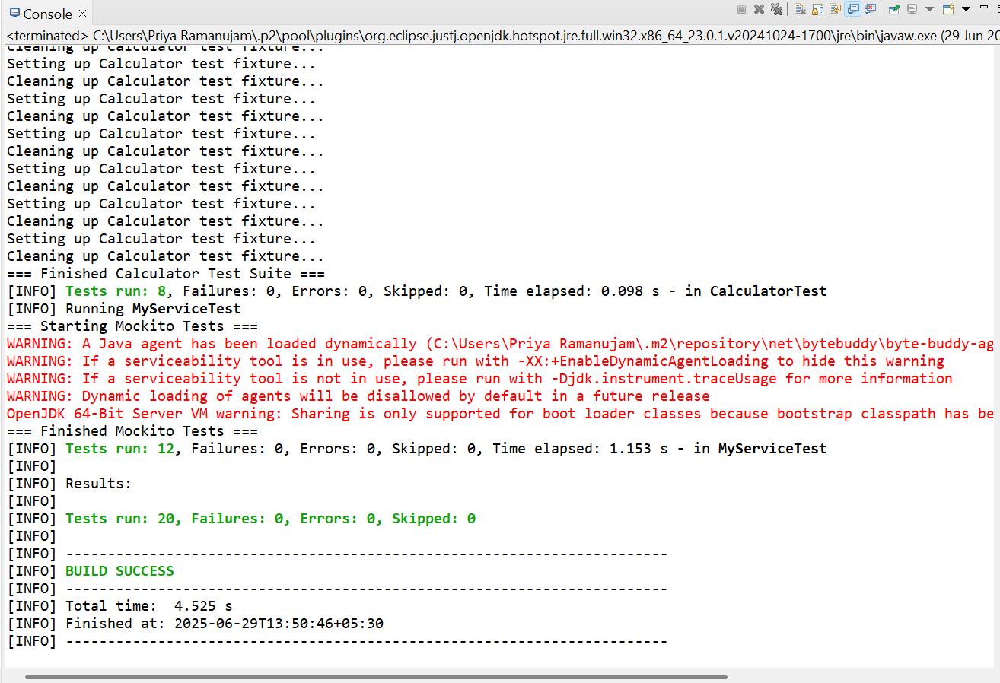 Console
<terminated> C:\Users\Priya Ramanujam\.p2\pool\plugins\org.eclipse.justj.openjdk.hotspot.jre.full.win32.x86_64_23.0.1.v20241024-1700\jre\bin\javaw.exe (29 Jun 20
Cleaning up Calculator test fixture...
Setting up Calculator test fixture...
Cleaning up Calculator test fixture...
Setting up Calculator test fixture...
Cleaning up Calculator test fixture...
Setting up Calculator test fixture...
Cleaning up Calculator test fixture...
Setting up Calculator test fixture...
Cleaning up Calculator test fixture...
Setting up Calculator test fixture...
Cleaning up Calculator test fixture...
Setting up Calculator test fixture...
Cleaning up Calculator test fixture...
=== Finished Calculator Test Suite ===
[INFO] Tests run: 8, Failures: 0, Errors: 0, Skipped: 0, Time elapsed: 0.098 s - in CalculatorTest
[INFO] Running MyServiceTest
=== Starting Mockito Tests ===
WARNING: A Java agent has been loaded dynamically (C:\Users\Priya Ramanujam\.m2\repository\net\bytebuddy\byte-buddy-ag
WARNING: If a serviceability tool is in use, please run with -XX:+EnableDynamicAgentLoading to hide this warning
WARNING: If a serviceability tool is not in use, please run with -Djdk.instrument.traceUsage for more information
WARNING: Dynamic loading of agents will be disallowed by default in a future release
OpenJDK 64-Bit Server VM warning: Sharing is only supported for boot loader classes because bootstrap classpath has be
=== Finished Mockito Tests ===
[INFO] Tests run: 12, Failures: 0, Errors: 0, Skipped: 0, Time elapsed: 1.153 s - in MyServiceTest
[INFO]
[INFO] Results:
[INFO]
[INFO] Tests run: 20, Failures: 0, Errors: 0, Skipped: 0
[INFO]
[INFO] ------------------------------------------------------------------------
[INFO] BUILD SUCCESS
[INFO] ------------------------------------------------------------------------
[INFO] Total time:  4.525 s
[INFO] Finished at: 2025-06-29T13:50:46+05:30
[INFO] ------------------------------------------------------------------------